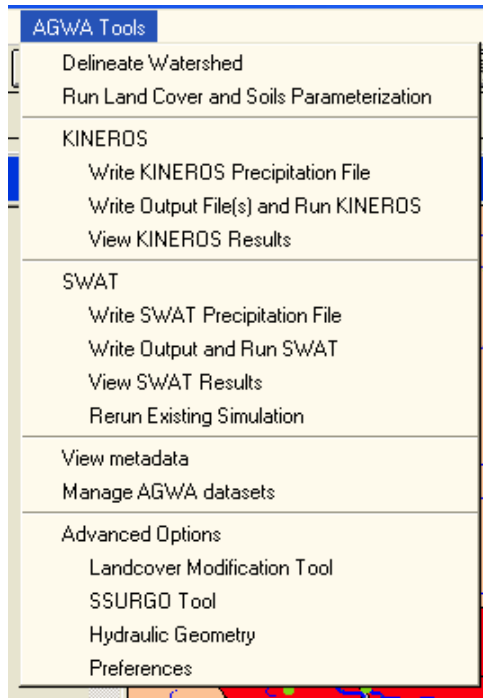 AGWA Tools
Delineate Watershed
Run Land Cover and Soils Parameterization
KINEROS
Write KINEROS Precipitation File
Write Output File(s) and Run KINEROS
View KINEROS Results
SWAT
Write SWAT Precipitation File
Write Output and Run SWAT
View SWAT Results
Rerun Existing Simulation
View metadata
Manage AGWA datasets
Advanced Options
Landcover Modification Tool
SSURGO Tool
Hydraulic Geometry
Preferences